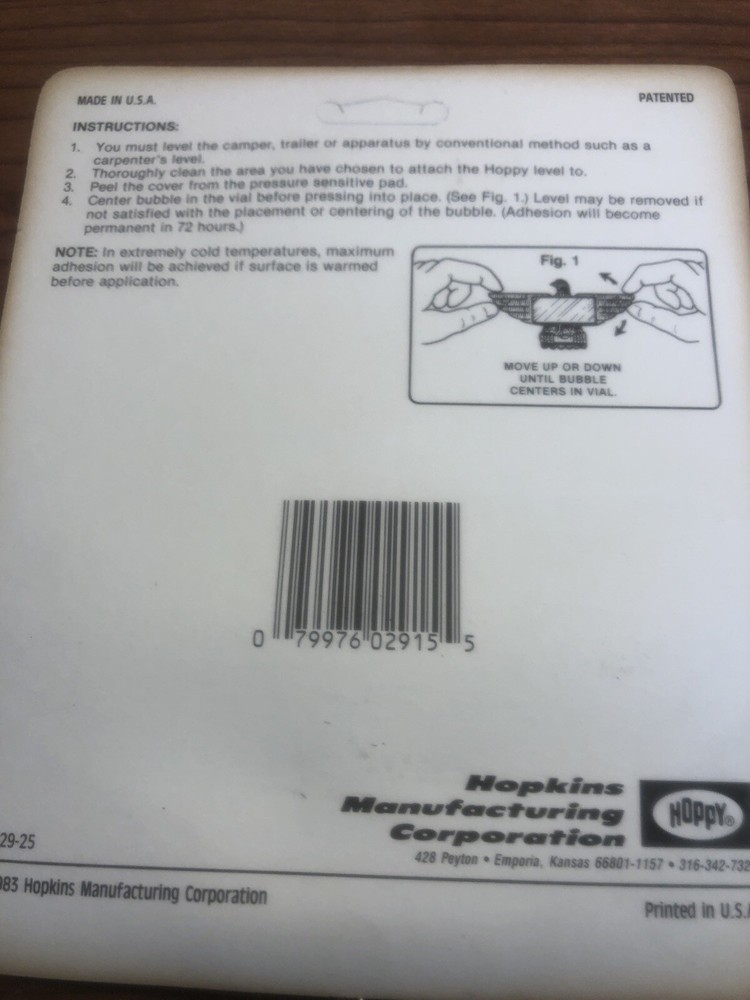 MADE IN U.S.A.
PATENTED
INSTRUCTIONS:
1. You must level the camper, trailer or apparatus by conventional method such as a
carpenter's level.
2. Thoroughly clean the area you have chosen to attach the Hoppy level to.
3. Peel the cover from the pressure sensitive pad.
4. Center bubble in the vial before pressing into place. (See Fig. 1.) Level may be removed if
not satisfied with the placement or centering of the bubble. (Adhesion will become
permanent in 72 hours.)
NOTE: In extremely cold temperatures, maximum
adhesion will be achieved if surface is warmed
before application.
Fig. 1
MOVE UP OR DOWN
UNTIL BUBBLE
CENTERS IN VIAL.
0 79976 02915 5
Hopkins
Manufacturing
Corporation
HOPPY®
428 Peyton • Emporia, Kansas 66801-1157 • 316-342-732
29-25
983 Hopkins Manufacturing Corporation
Printed in U.S.A